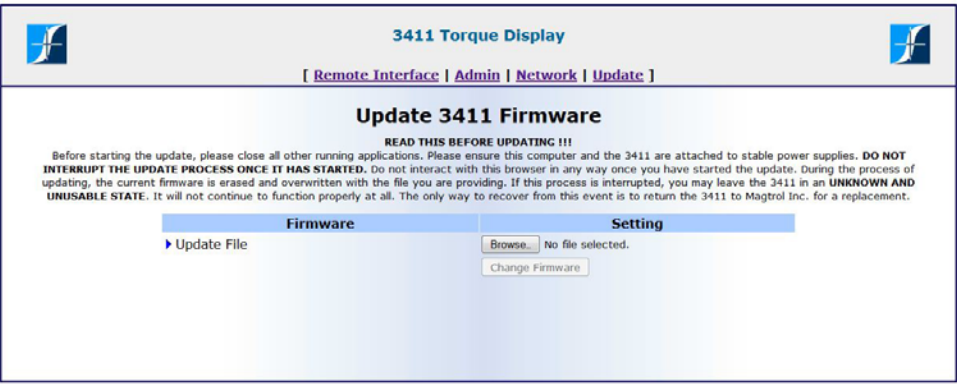 3411 Torque Display
[ Remote Interface | Admin | Network | Update ]
Update 3411 Firmware
READ THIS BEFORE UPDATING !!!
Before starting the update, please close all other running applications. Please ensure this computer and the 3411 are attached to stable power supplies. DO NOT
INTERRUPT THE UPDATE PROCESS ONCE IT HAS STARTED. Do not interact with this browser in any way once you have started the update. During the process of
updating, the current firmware is erased and overwritten with the file you are providing. If this process is interrupted, you may leave the 3411 in an UNKNOWN AND
UNUSABLE STATE. It will not continue to function properly at all. The only way to recover from this event is to return the 3411 to Magtrol Inc. for a replacement.
Firmware Setting
Update File Browse... No file selected.
Change Firmware